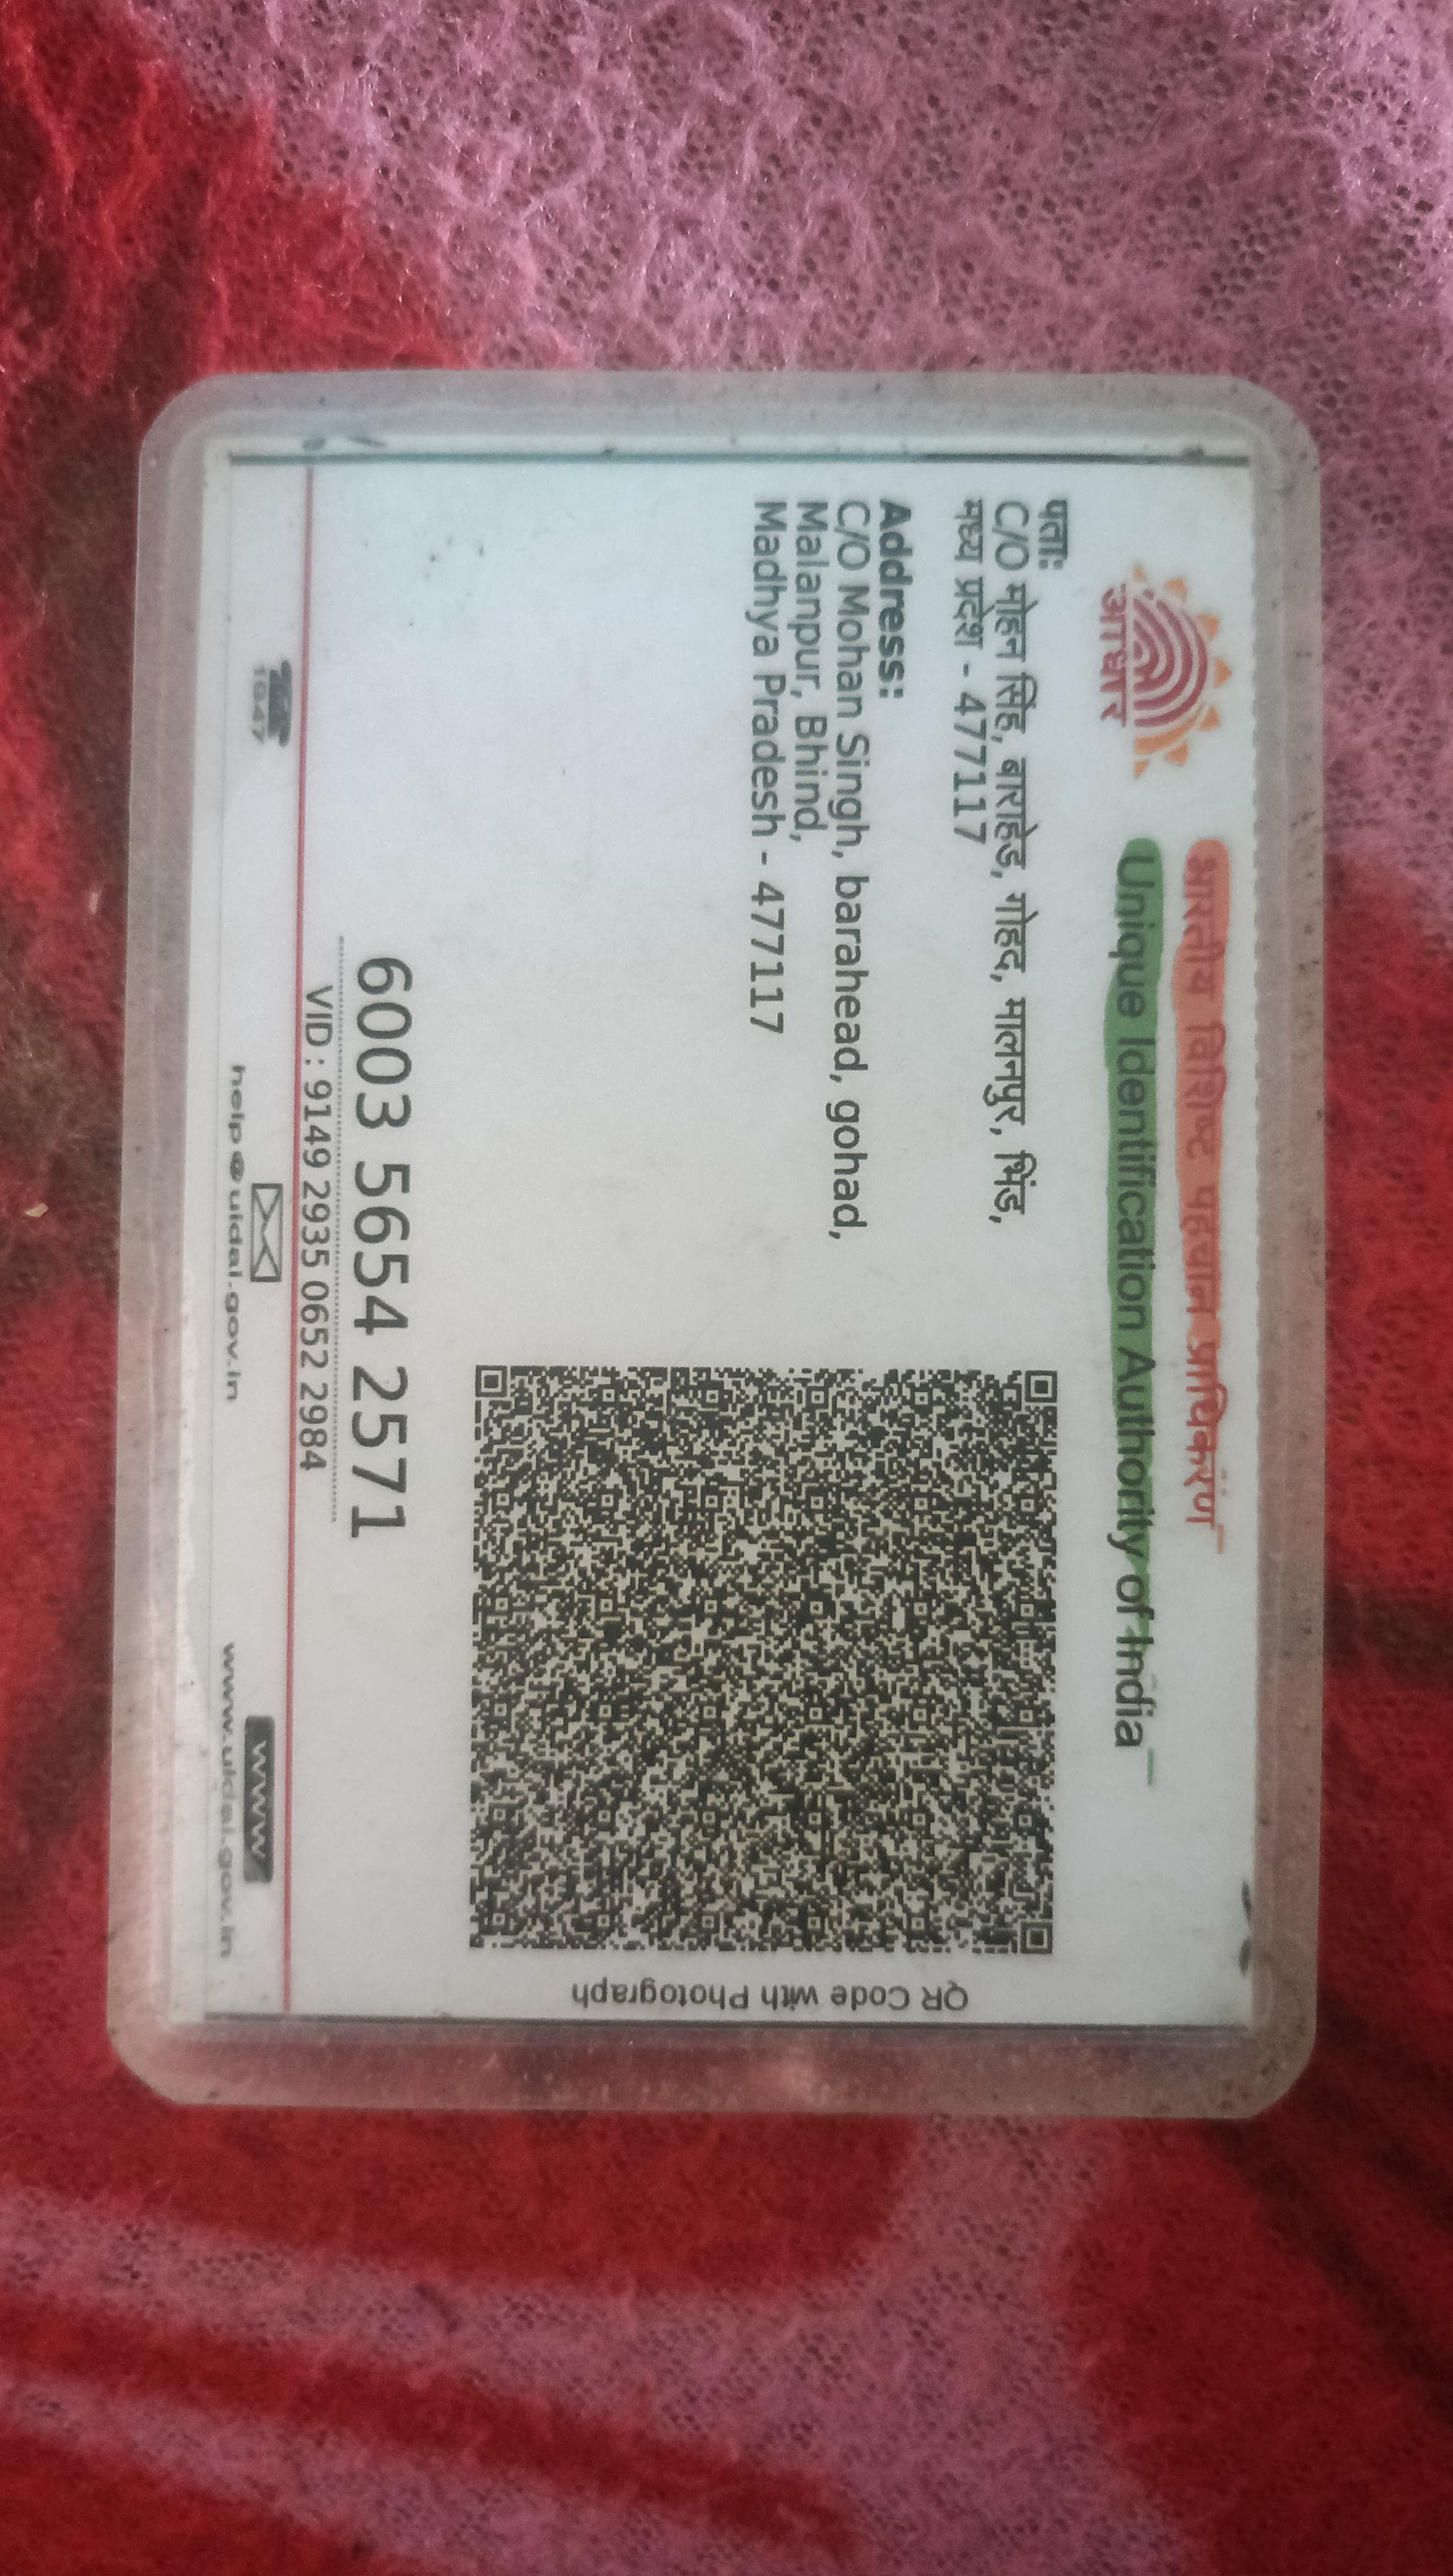 आधार
भारतीय विशिष्ट पहचान प्राधिकरण
Unique Identification Authority of India
पता:
C/O मोहन सिंह, बाराहेड, गोहद, मालनपुर, भिंड,
मध्य प्रदेश - 477117
Address:
C/O Mohan Singh, barahead, gohad,
Malanpur, Bhind,
Madhya Pradesh - 477117
QR Code with Photograph
6003 5654 2571
VID : 9149 2935 0652 2984
1947
help@uidai.gov.in
www
www.uidai.gov.in